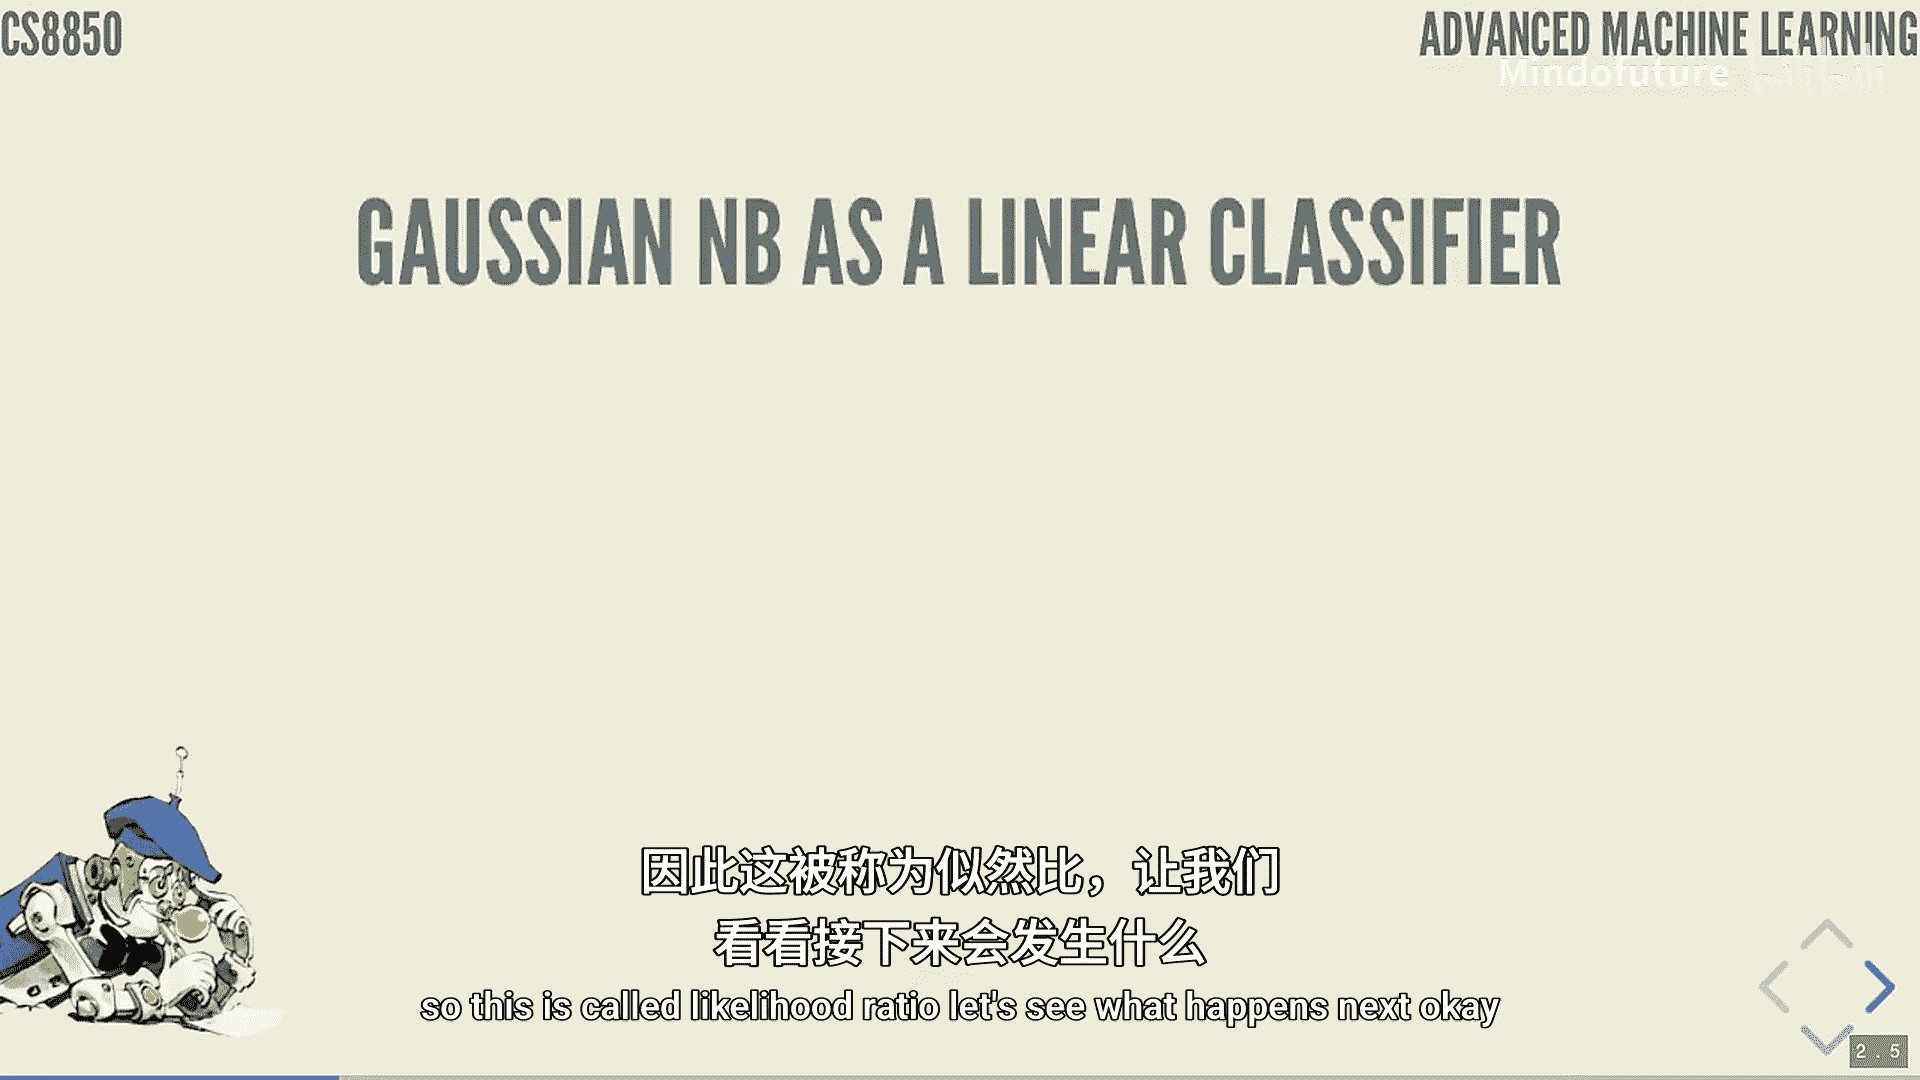 CS8850
ADVANCED MACHINE LEARNING
Mindofuture bilibili
GAUSSIAN NB AS A LINEAR CLASSIFIER
因此这被称为似然比，让我们
看看接下来会发生什么
so this is called likelihood ratio let's see what happens next okay
2.5